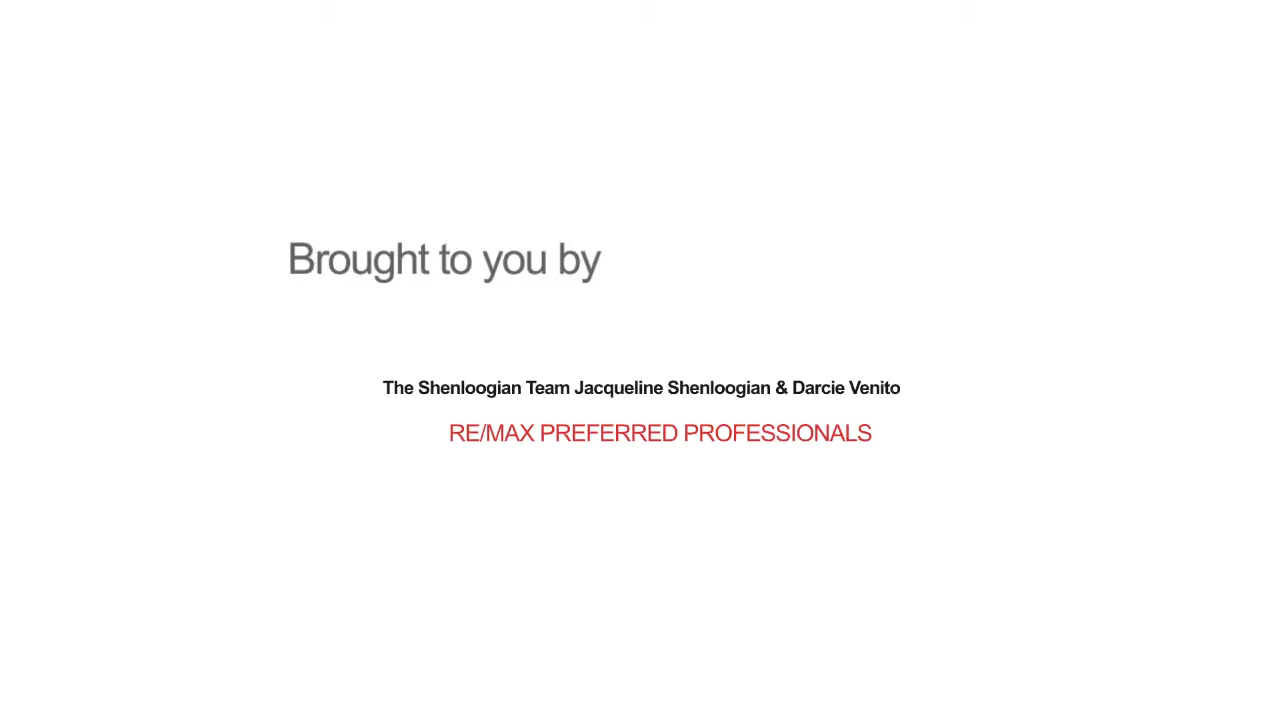 Brought to you by
The Shenloogian Team Jacqueline Shenloogian & Darcie Venito
RE/MAX PREFERRED PROFESSIONALS